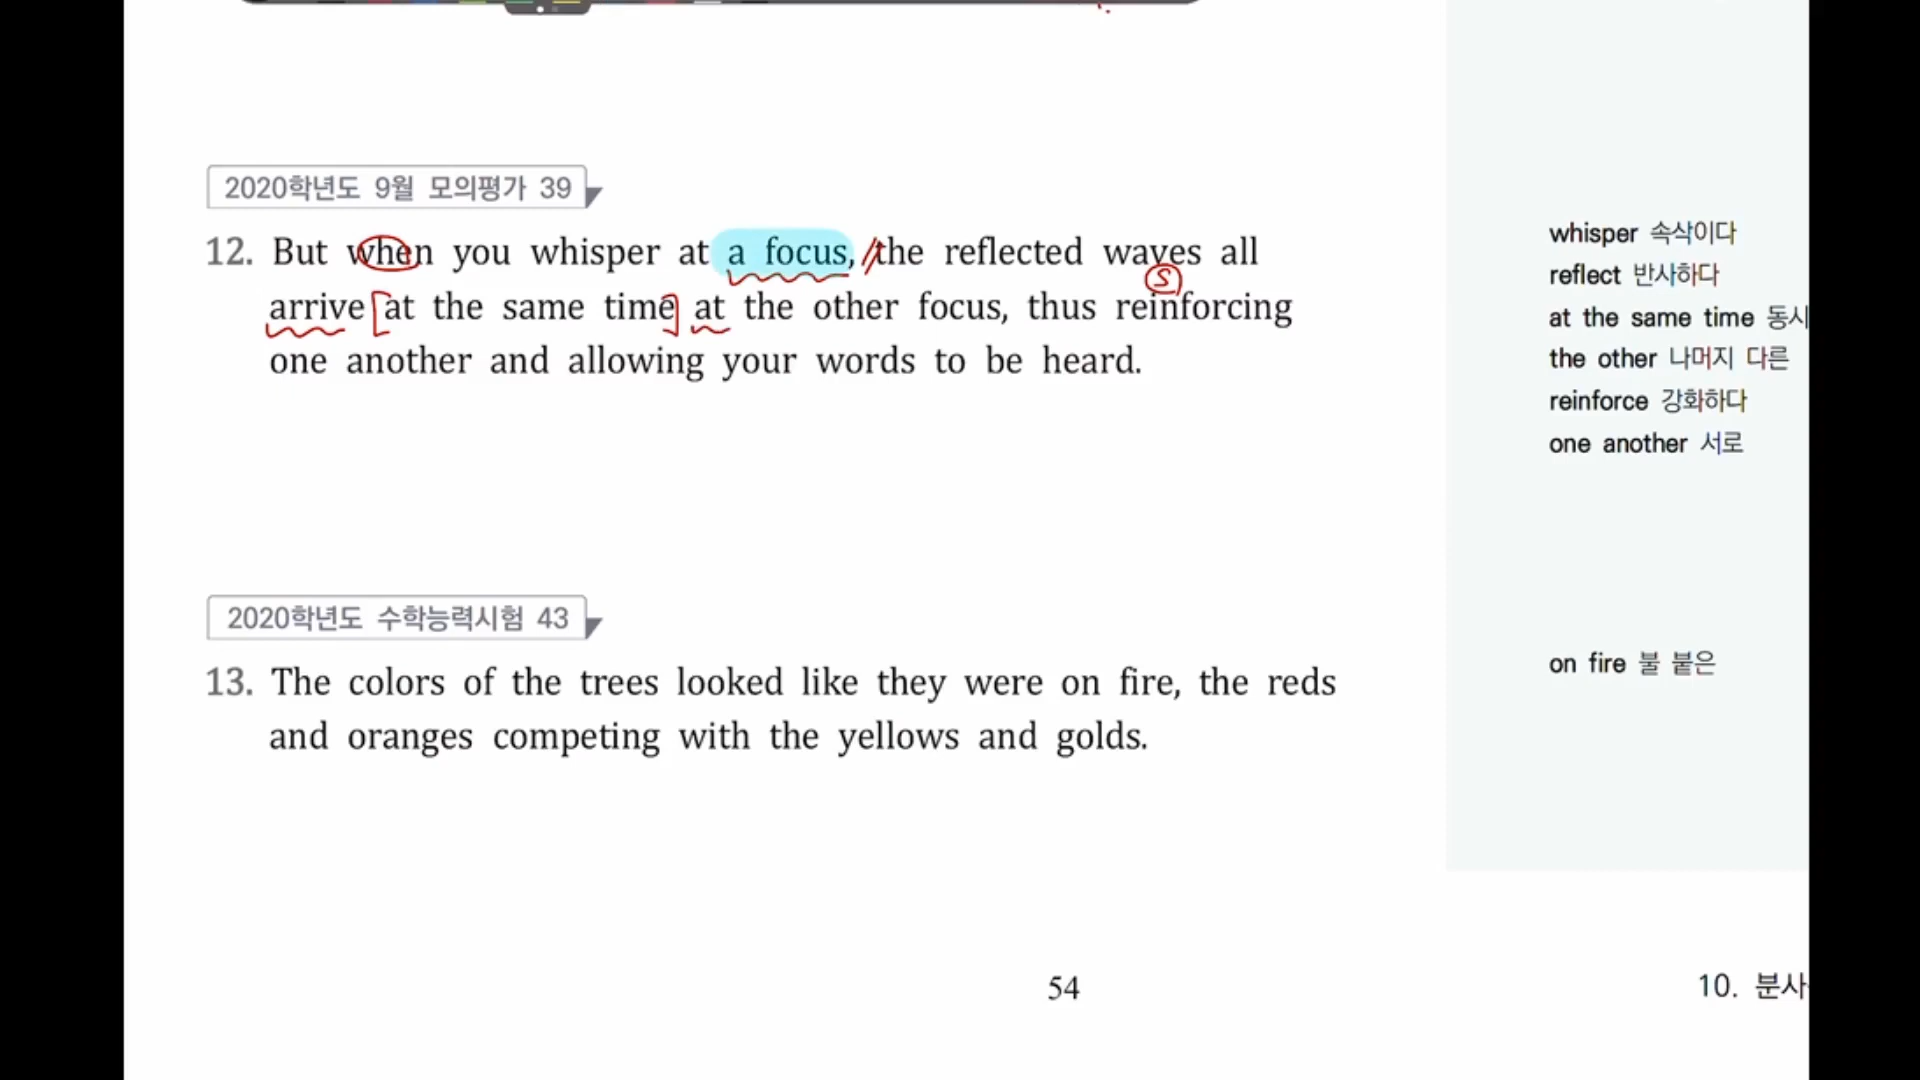 2020학년도 9월 모의평가 39
12. But when you whisper at a focus, the reflected waves all
S
arrive at the same time at the other focus, thus reinforcing
one another and allowing your words to be heard.
whisper 속삭이다
reflect 반사하다
at the same time 동시
the other 나머지 다른
reinforce 강화하다
one another 서로
2020학년도 수학능력시험 43
13. The colors of the trees looked like they were on fire, the reds
and oranges competing with the yellows and golds.
on fire 불 붙은
54
10. 분사